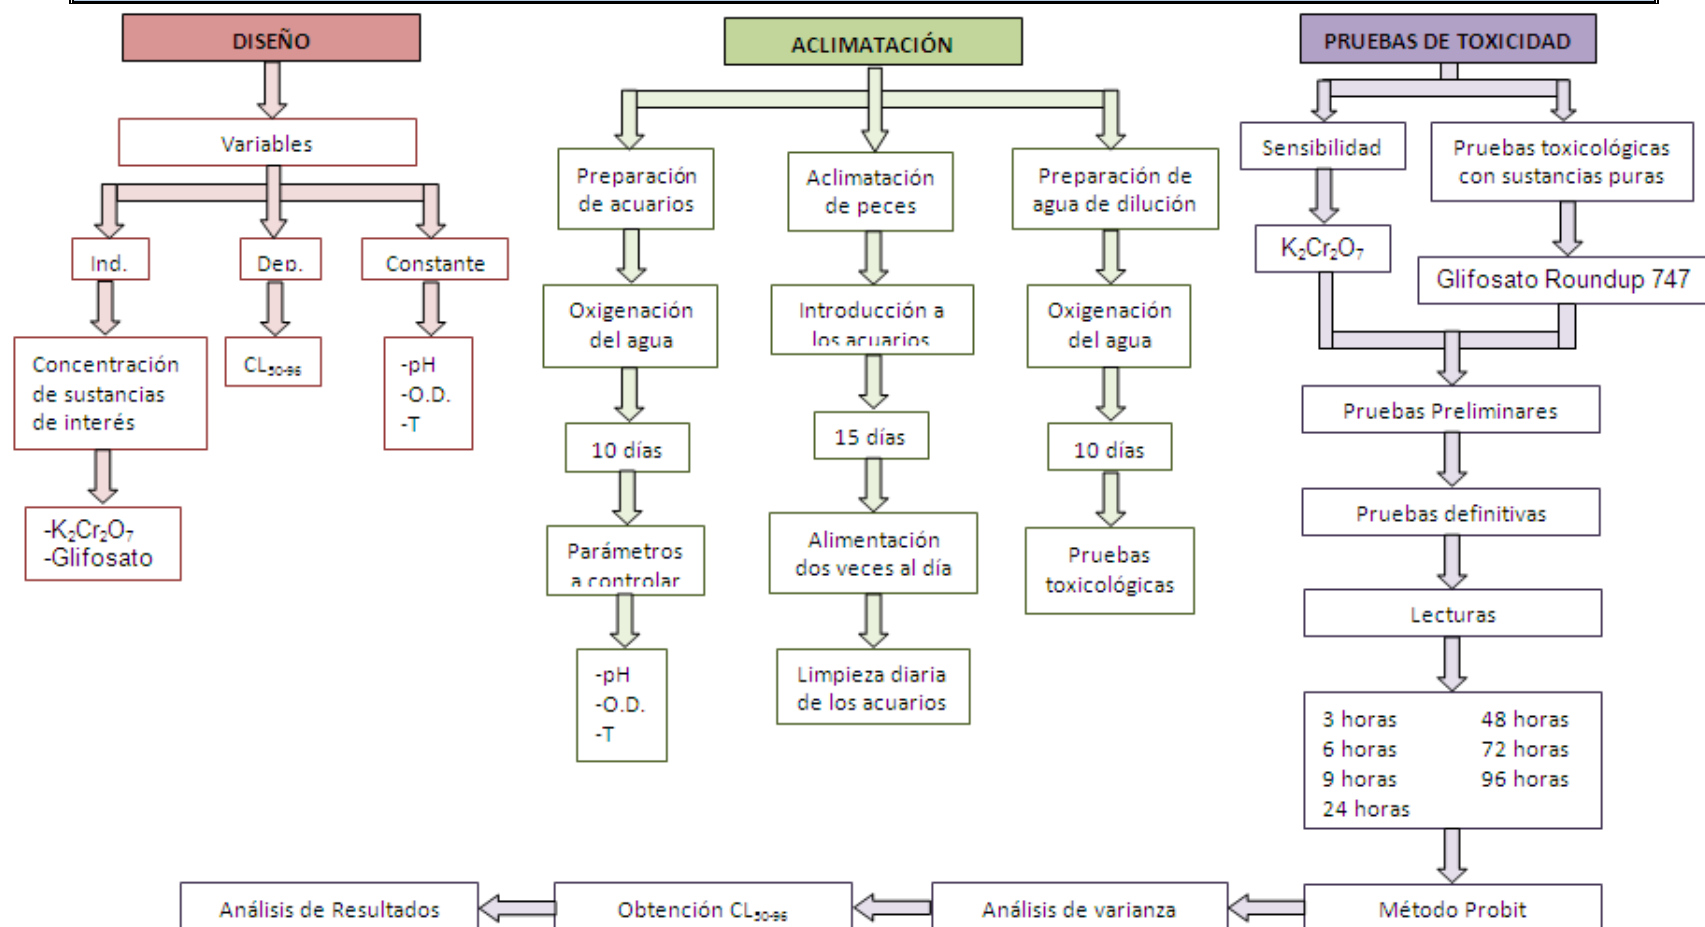 DISEÑO
Variables
Ind.
Dep.
Constante
Concentración
de sustancias
de interés
CL₅₀₋₉₆
-pH
-O.D.
-T
-K₂Cr₂O₇
-Glifosato
ACLIMATACIÓN
Preparación
de acuarios
Oxigenación
del agua
10 días
Parámetros
a controlar
-pH
-O.D.
-T
Aclimatación
de peces
Introducción a
los acuarios
15 días
Alimentación
dos veces al día
Limpieza diaria
de los acuarios
Preparación de
agua de dilución
Oxigenación
del agua
10 días
Pruebas
toxicológicas
PRUEBAS DE TOXICIDAD
Sensibilidad
K₂Cr₂O₇
Pruebas toxicológicas
con sustancias puras
Glifosato Roundup 747
Pruebas Preliminares
Pruebas definitivas
Lecturas
3 horas 48 horas
6 horas 72 horas
9 horas 96 horas
24 horas
Método Probit
Análisis de varianza
Obtención CL₅₀₋₉₆
Análisis de Resultados